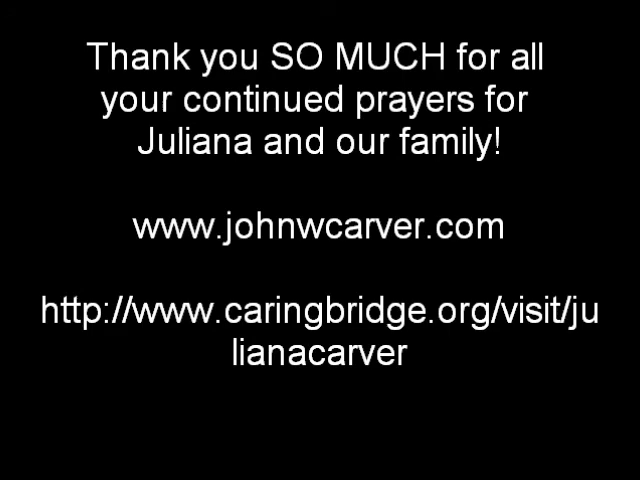 Thank you SO MUCH for all
your continued prayers for
Juliana and our family!
www.johnwcarver.com
http://www.caringbridge.org/visit/ju
lianacarver